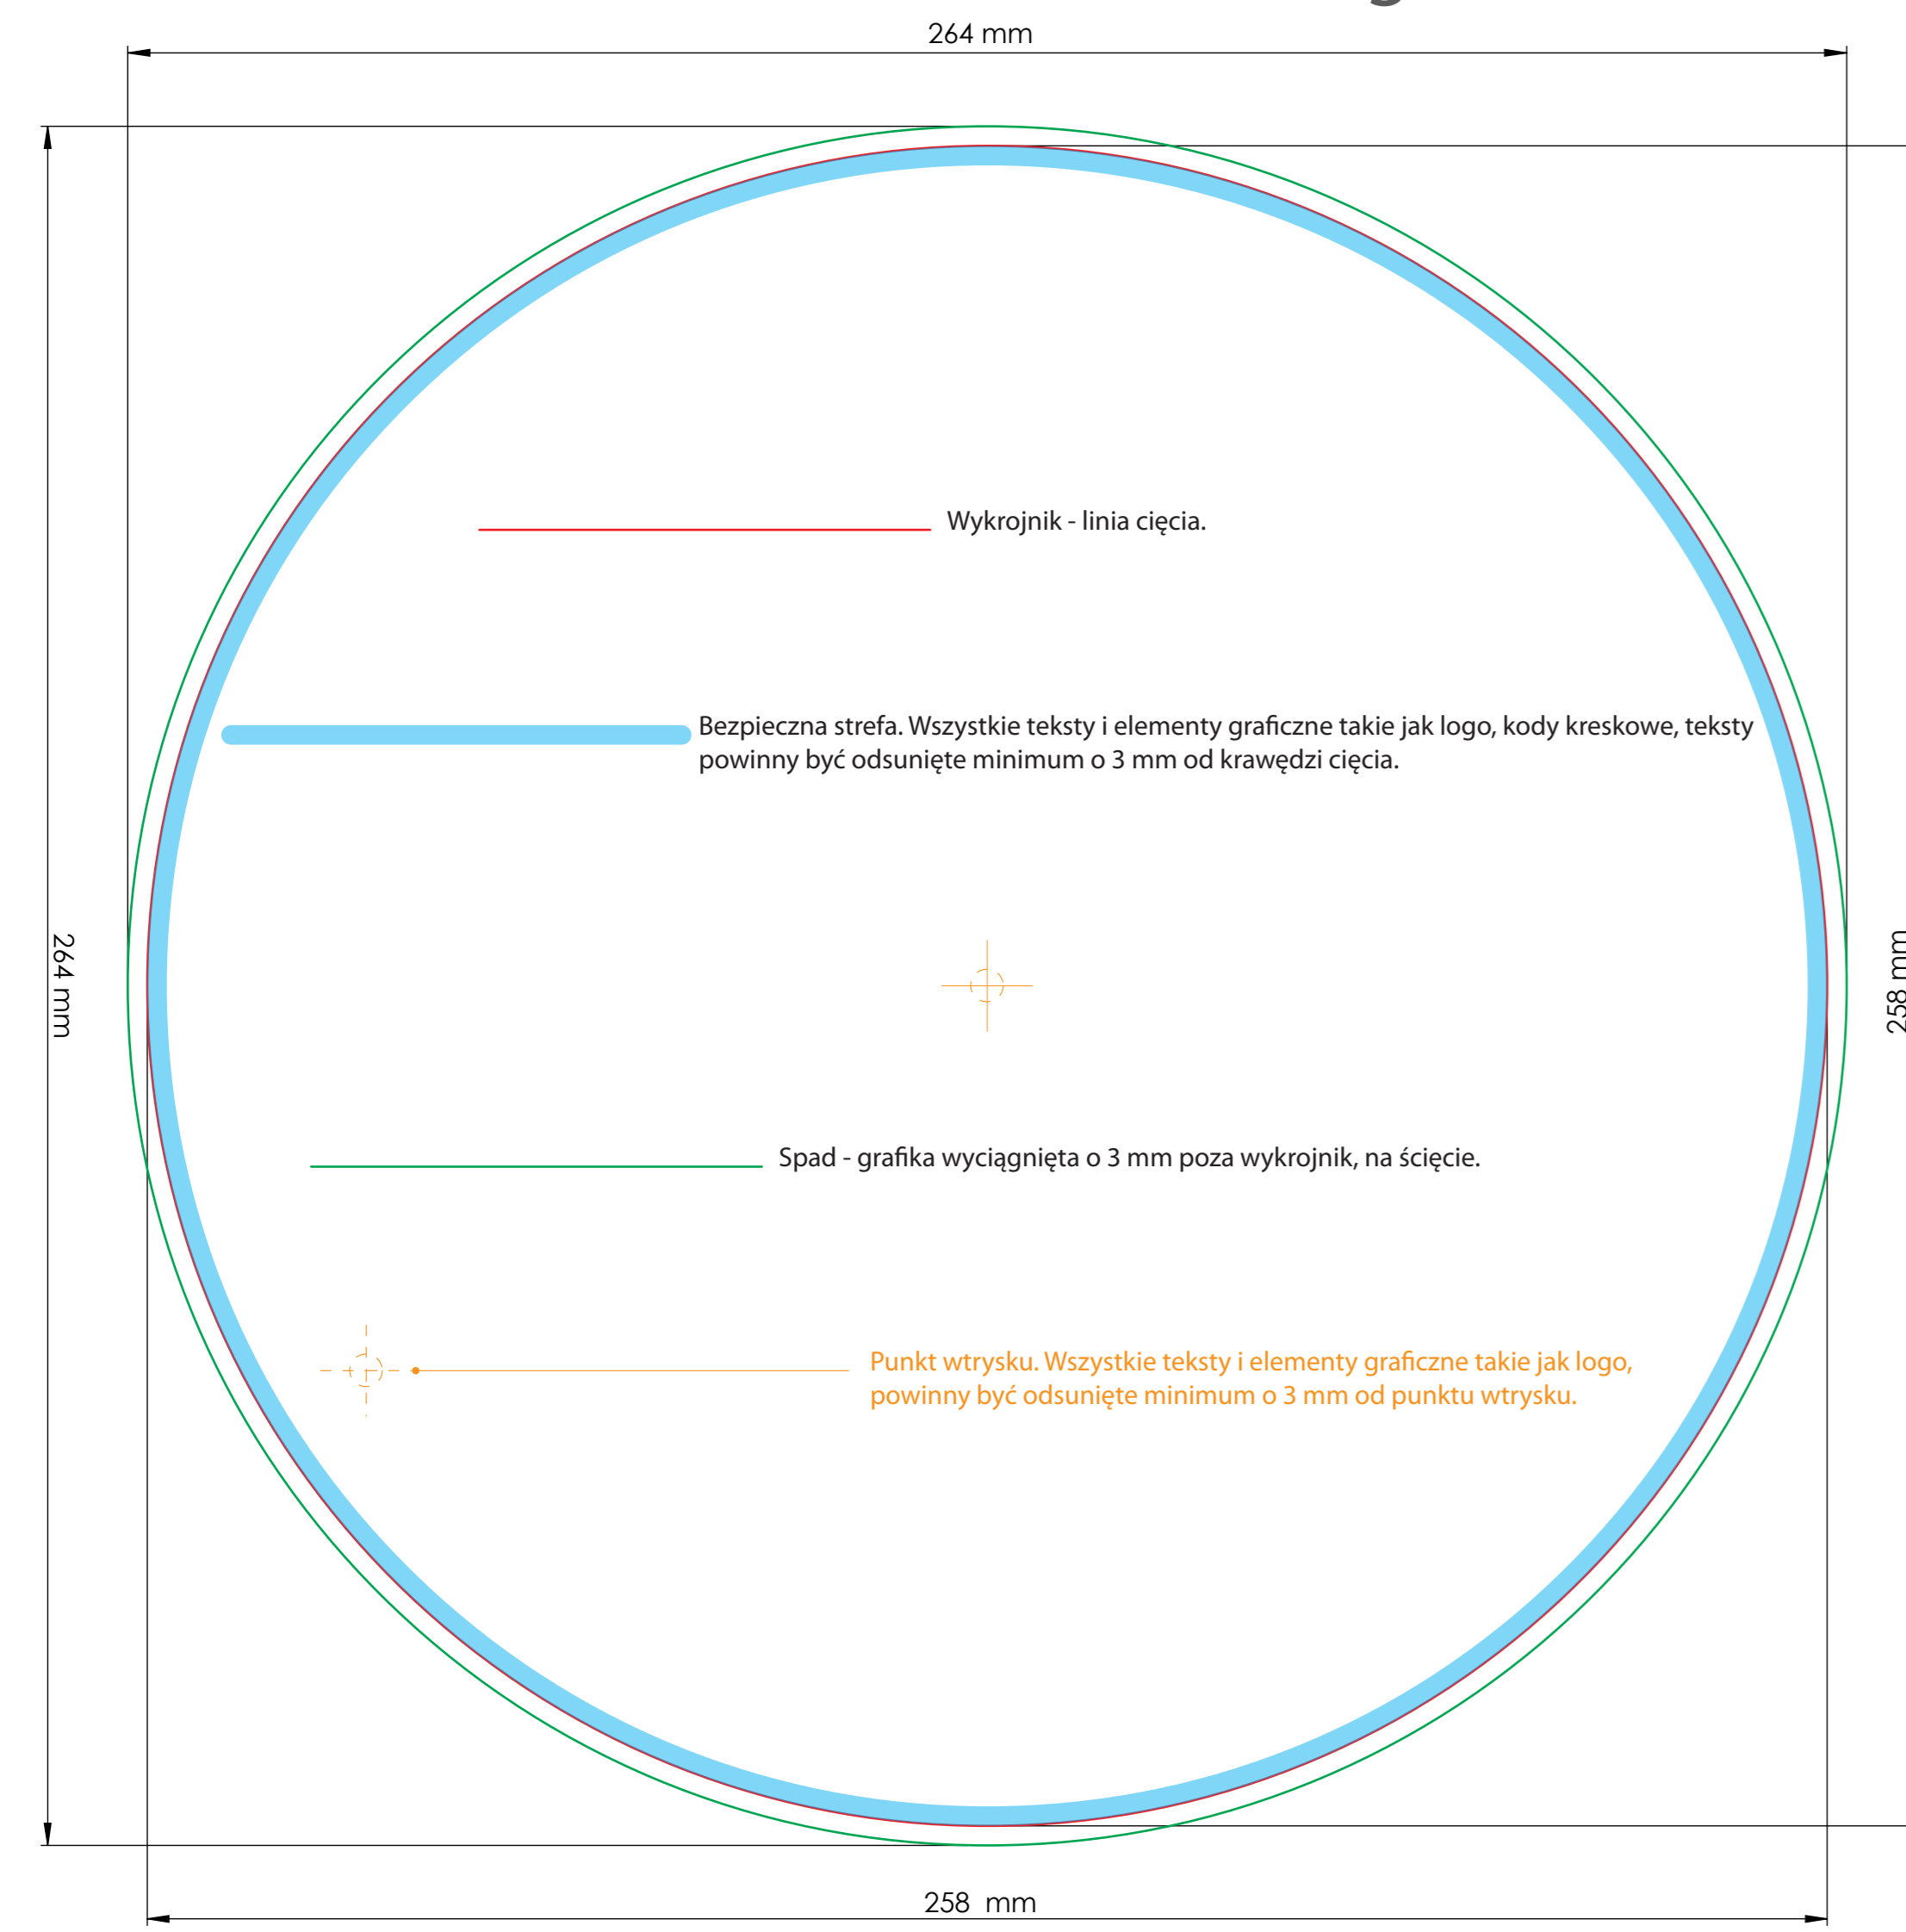 264 mm
Wykrojnik - linia cięcia.
Bezpieczna strefa. Wszystkie teksty i elementy graficzne takie jak logo, kody kreskowe, teksty
powinny być odsunięte minimum o 3 mm od krawędzi cięcia.
264 mm
258 mm
Spad - grafika wyciągnięta o 3 mm poza wykrojnik, na ścięcie.
Punkt wtrysku. Wszystkie teksty i elementy graficzne takie jak logo,
powinny być odsunięte minimum o 3 mm od punktu wtrysku.
258 mm